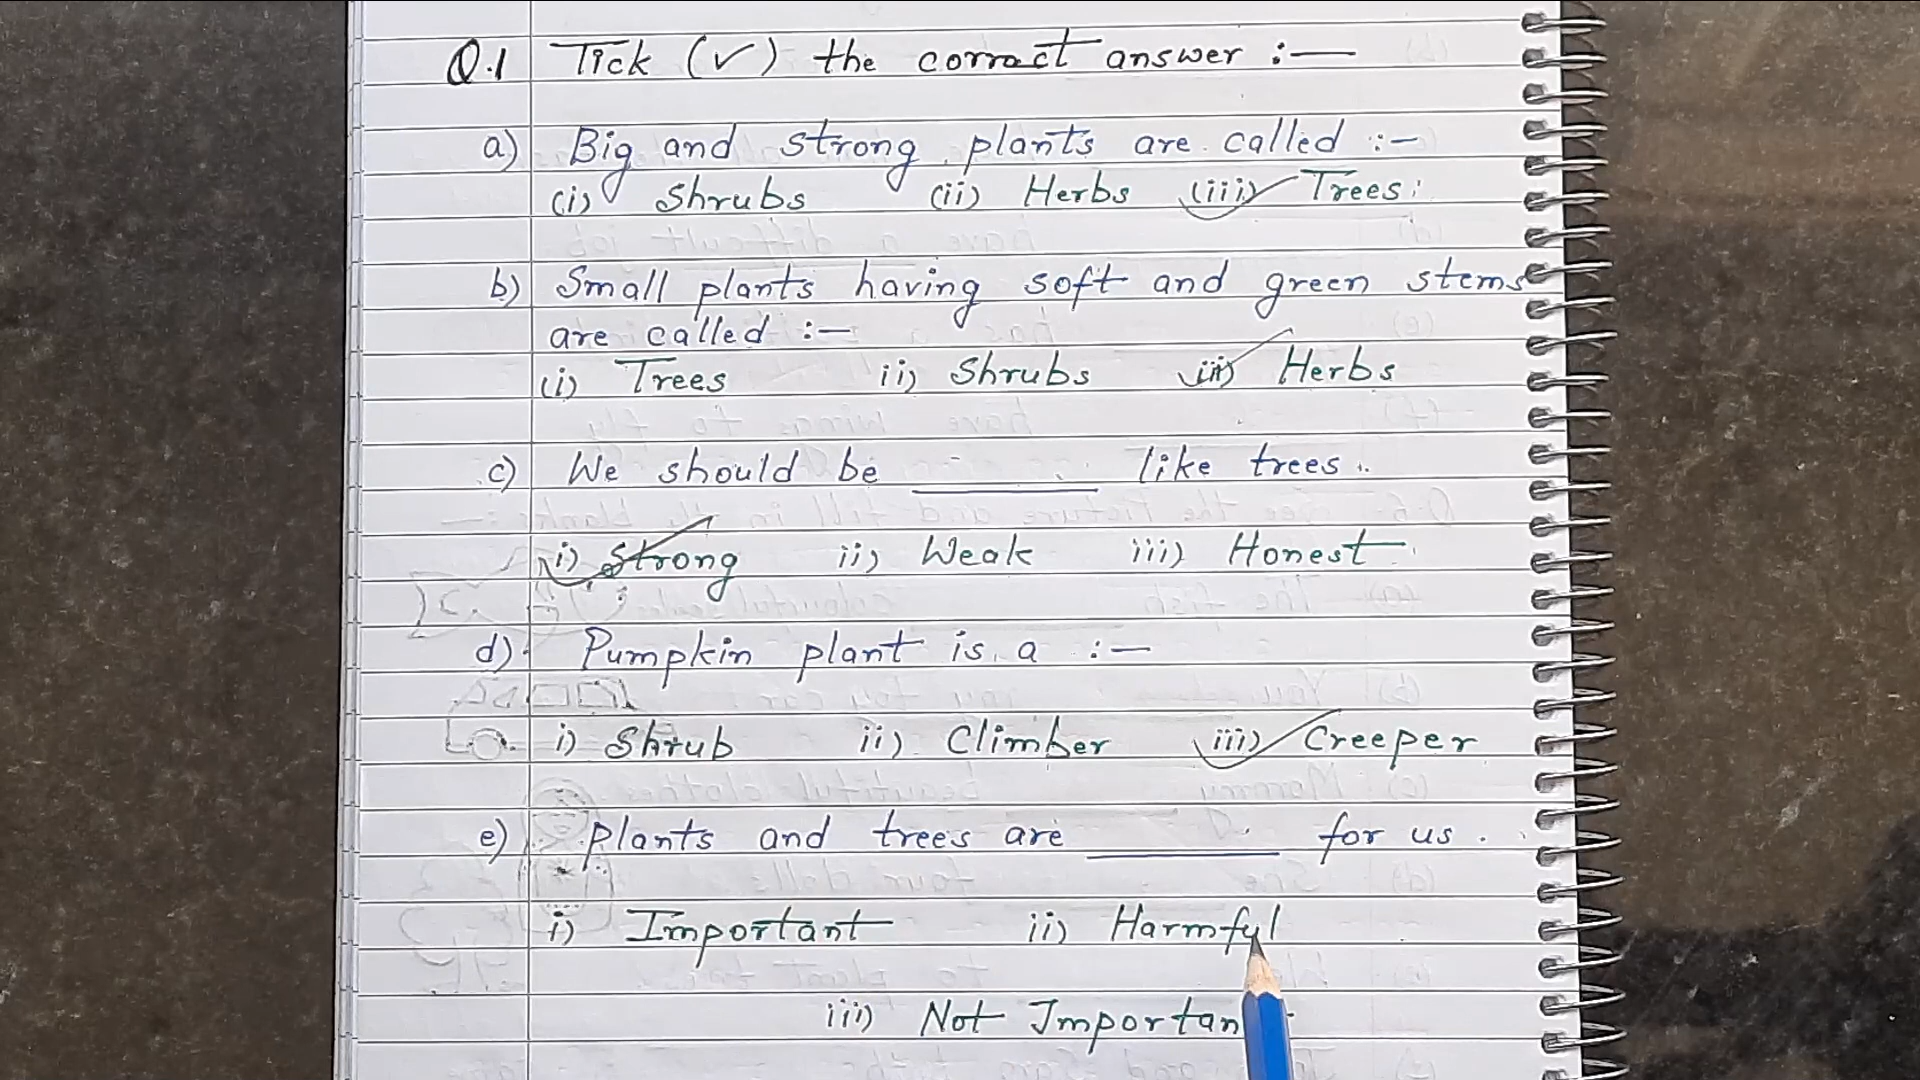 Q.1 Tick (✓) the correct answer :—
a) Big and strong plants are called :-
(i) Shrubs (ii) Herbs (iii) Trees
b) Small plants having soft and green stems
are called :—
(i) Trees ii) Shrubs iii) Herbs
c) We should be ______ like trees.
i) Strong ii) Weak iii) Honest
d) Pumpkin plant is a :—
i) Shrub ii) Climber iii) Creeper
e) Plants and trees are ______ for us.
i) Important ii) Harmful
iii) Not Importan